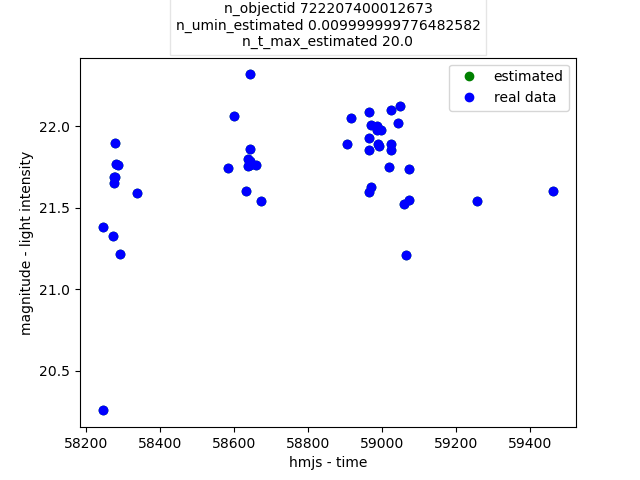 n_objectid 722207400012673
n_umin_estimated 0.009999999776482582
n_t_max_estimated 20.0
estimated
real data
22.0
21.5
21.0
20.5
magnitude - light intensity
58200 58400 58600 58800 59000 59200 59400
hmjs - time